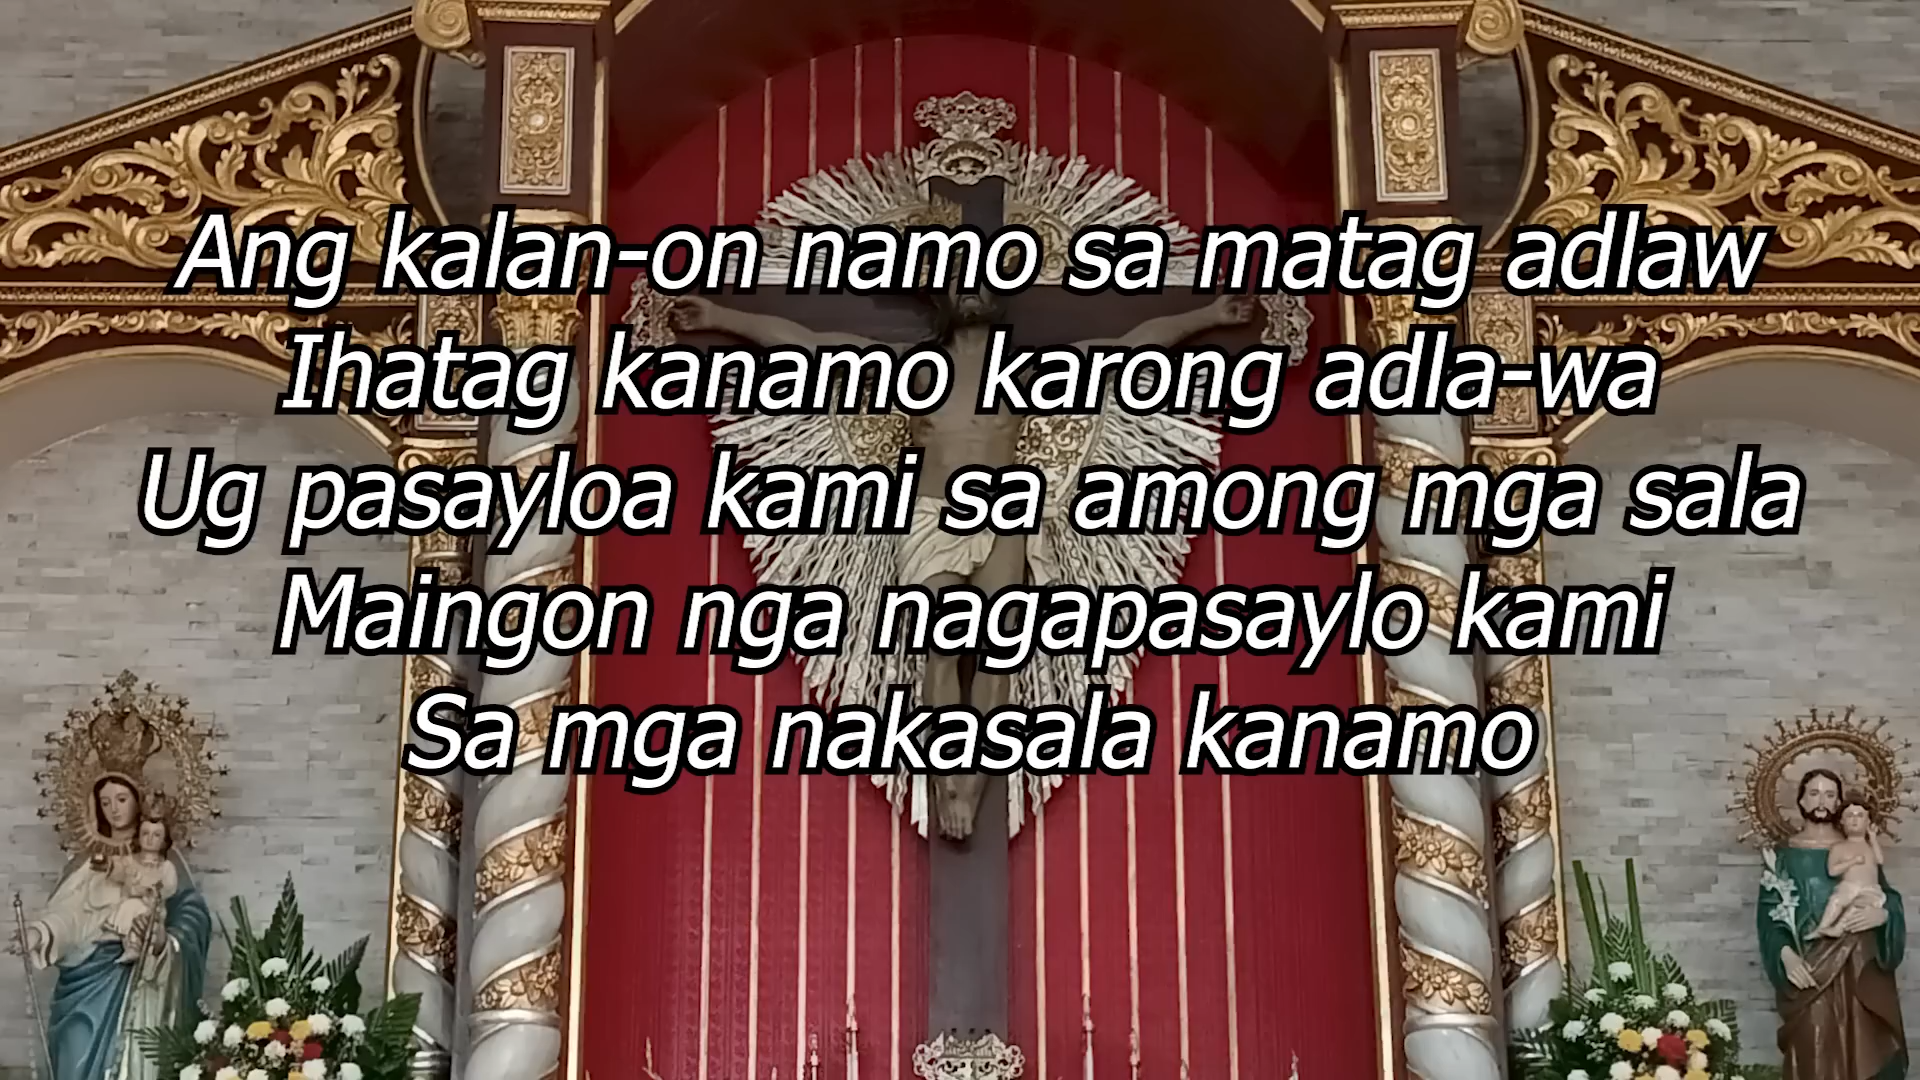 Ang kalan-on namo sa matag adlaw
Ihatag kanamo karong adla-wa
Ug pasayloa kami sa among mga sala
Maingon nga nagapasaylo kami
Sa mga nakasala kanamo